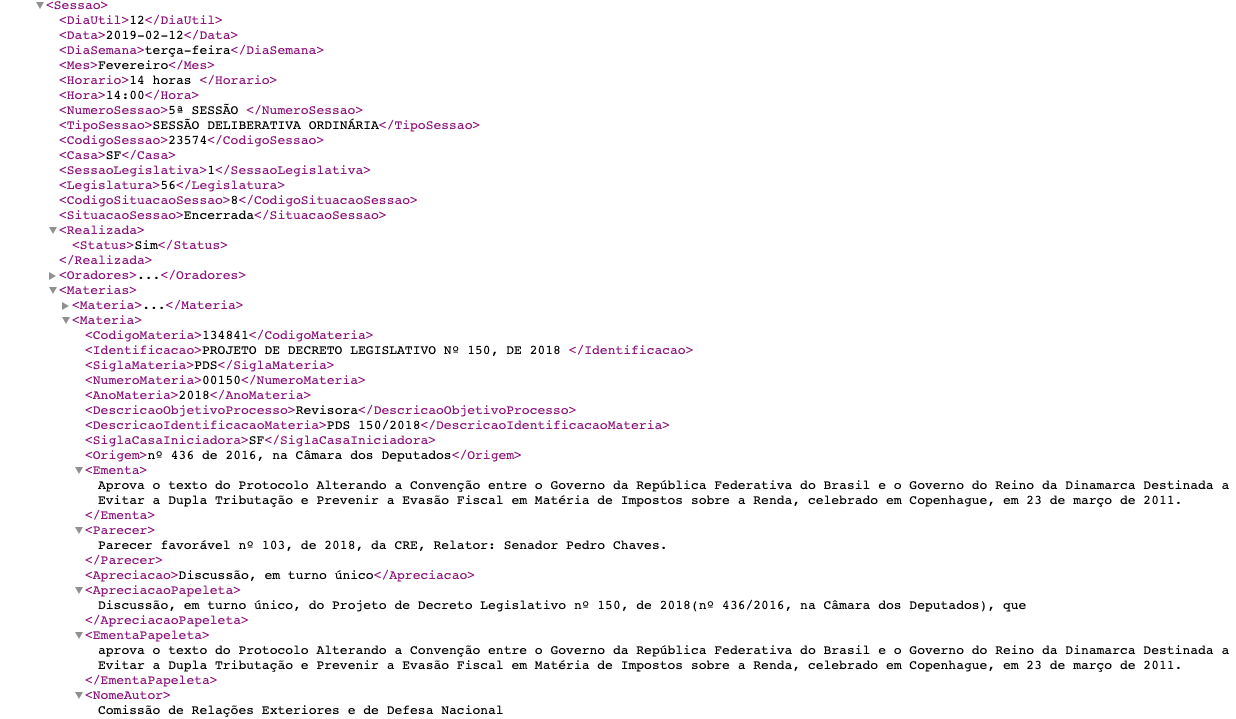 ▼<Sessao>
<DiaUtil>12</DiaUtil>
<Data>2019-02-12</Data>
<DiaSemana>terça-feira</DiaSemana>
<Mes>Fevereiro</Mes>
<Horario>14 horas </Horario>
<Hora>14:00</Hora>
<NumeroSessao>5ª SESSÃO </NumeroSessao>
<TipoSessao>SESSÃO DELIBERATIVA ORDINÁRIA</TipoSessao>
<CodigoSessao>23574</CodigoSessao>
<Casa>SF</Casa>
<SessaoLegislativa>1</SessaoLegislativa>
<Legislatura>56</Legislatura>
<CodigoSituacaoSessao>8</CodigoSituacaoSessao>
<SituacaoSessao>Encerrada</SituacaoSessao>
▼<Realizada>
<Status>Sim</Status>
</Realizada>
▶<Oradores>...</Oradores>
▼<Materias>
▶<Materia>...</Materia>
▼<Materia>
<CodigoMateria>134841</CodigoMateria>
<Identificacao>PROJETO DE DECRETO LEGISLATIVO Nº 150, DE 2018 </Identificacao>
<SiglaMateria>PDS</SiglaMateria>
<NumeroMateria>00150</NumeroMateria>
<AnoMateria>2018</AnoMateria>
<DescricaoObjetivoProcesso>Revisora</DescricaoObjetivoProcesso>
<DescricaoIdentificacaoMateria>PDS 150/2018</DescricaoIdentificacaoMateria>
<SiglaCasaIniciadora>SF</SiglaCasaIniciadora>
<Origem>nº 436 de 2016, na Câmara dos Deputados</Origem>
▼<Ementa>
Aprova o texto do Protocolo Alterando a Convenção entre o Governo da República Federativa do Brasil e o Governo do Reino da Dinamarca Destinada a
Evitar a Dupla Tributação e Prevenir a Evasão Fiscal em Matéria de Impostos sobre a Renda, celebrado em Copenhague, em 23 de março de 2011.
</Ementa>
▼<Parecer>
Parecer favorável nº 103, de 2018, da CRE, Relator: Senador Pedro Chaves.
</Parecer>
<Apreciacao>Discussão, em turno único</Apreciacao>
▼<ApreciacaoPapeleta>
Discussão, em turno único, do Projeto de Decreto Legislativo nº 150, de 2018(nº 436/2016, na Câmara dos Deputados), que
</ApreciacaoPapeleta>
▼<EmentaPapeleta>
aprova o texto do Protocolo Alterando a Convenção entre o Governo da República Federativa do Brasil e o Governo do Reino da Dinamarca Destinada a
Evitar a Dupla Tributação e Prevenir a Evasão Fiscal em Matéria de Impostos sobre a Renda, celebrado em Copenhague, em 23 de março de 2011.
</EmentaPapeleta>
▼<NomeAutor>
Comissão de Relações Exteriores e de Defesa Nacional